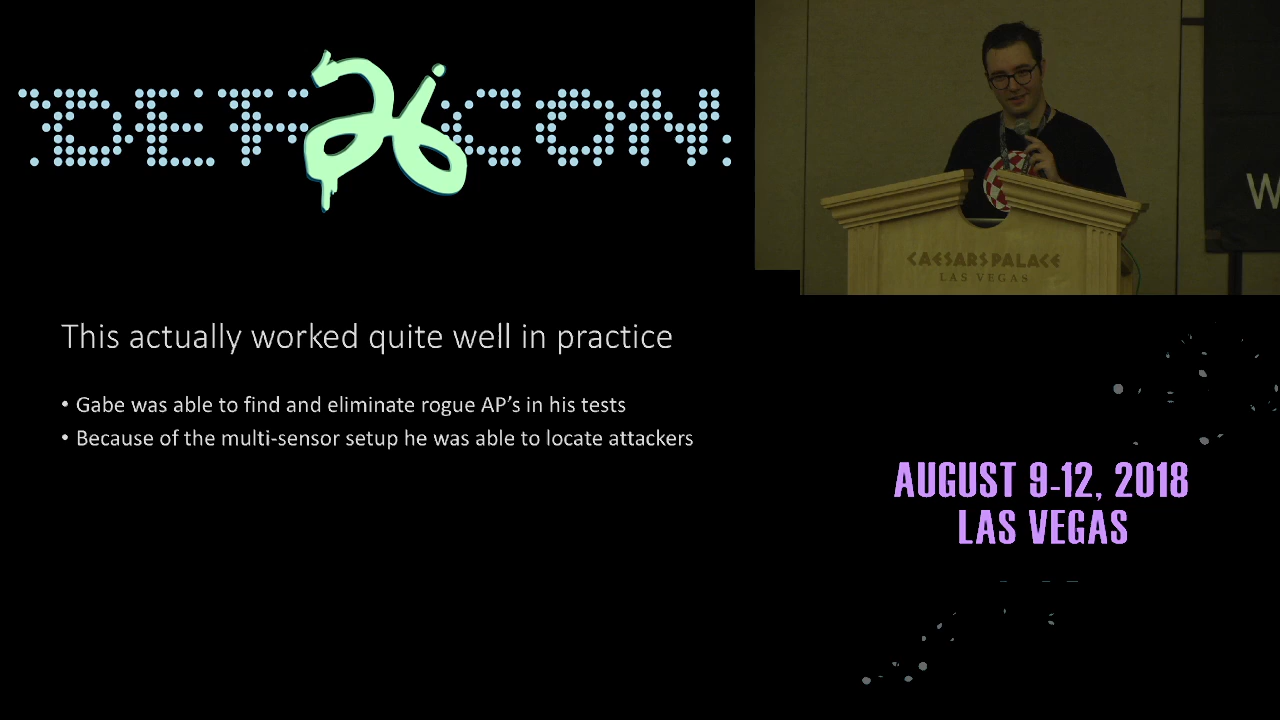 DEF CON
26
W
CAESARS PALACE
LAS VEGAS
This actually worked quite well in practice
• Gabe was able to find and eliminate rogue AP’s in his tests
• Because of the multi-sensor setup he was able to locate attackers
AUGUST 9-12, 2018
LAS VEGAS